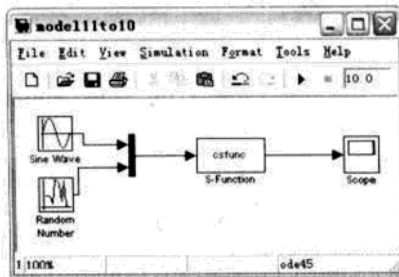 model11to10
File Edit View Simulation Format Tools Help
10.0
Sine Wave
Random
Number
csfunc
S-Function
Scope
1 100%
ode45